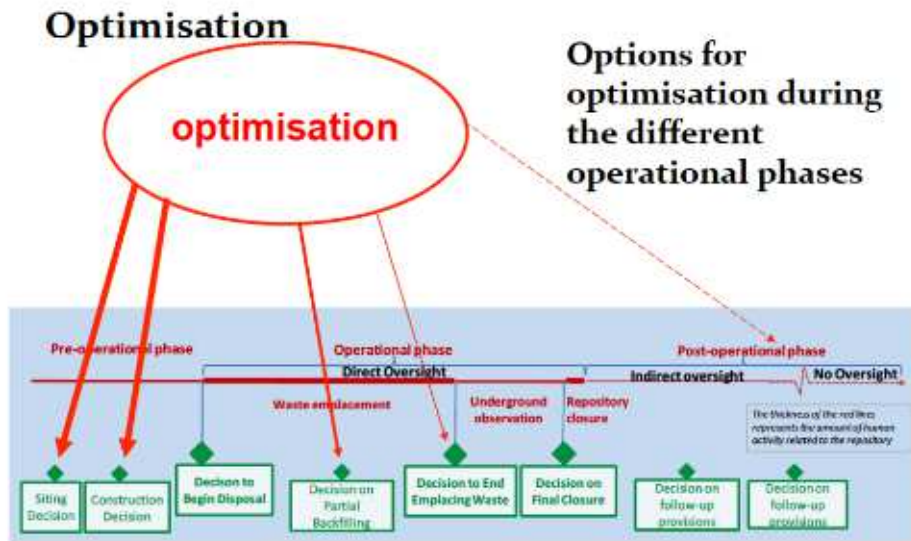 Optimisation
Options for
optimisation during
the different
operational phases
optimisation
Pre-operational phase
Operational phase
Post-operational phase
Direct Oversight
Indirect oversight
No Oversight
Waste emplacement
Underground
observation
Repository
closure
The thickness of the red lines
represents the amount of human
activity related to the repository
Siting
Decision
Construction
Decision
Decison to
Begin Disposal
Decision on
Partial
Backfilling
Decision to End
Emplacing Waste
Decision on
Final Closure
Decision on
follow-up
provisions
Decision on
follow-up
provisions